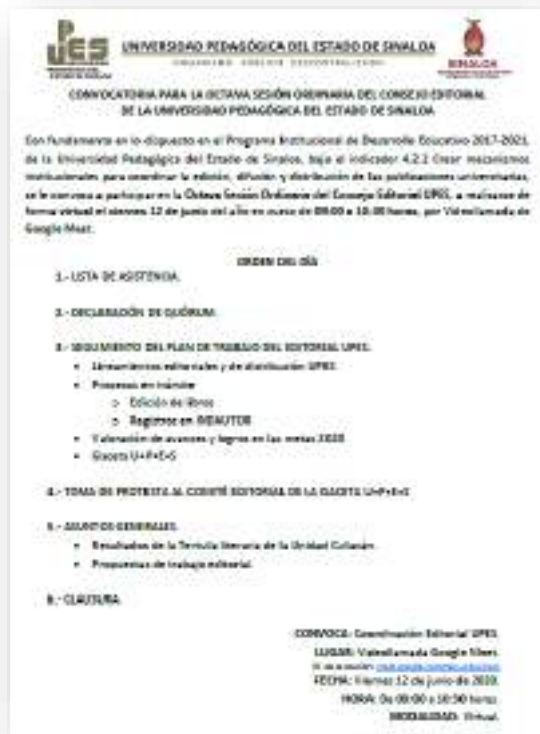 UPES
UNIVERSIDAD PEDAGÓGICA DEL ESTADO DE SINALOA
ORGANISMO PÚBLICO DESCENTRALIZADO
SINALOA
CONVOCATORIA PARA LA OCTAVA SESIÓN ORDINARIA DEL CONSEJO EDITORIAL
DE LA UNIVERSIDAD PEDAGÓGICA DEL ESTADO DE SINALOA
Con fundamento en lo dispuesto en el Programa Institucional de Desarrollo Educativo 2017-2021,
de la Universidad Pedagógica del Estado de Sinaloa, bajo el indicador 4.2.2 Crear mecanismos
institucionales para coordinar la edición, difusión y distribución de las publicaciones universitarias,
se le convoca a participar en la Octava Sesión Ordinaria del Consejo Editorial UPES, a realizarse de
forma virtual el viernes 12 de junio del año en curso de 09:00 a 10:30 horas, por Videollamada de
Google Meet.
ORDEN DEL DÍA
1.- LISTA DE ASISTENCIA.
2.- DECLARACIÓN DE QUÓRUM.
3.- SEGUIMIENTO DEL PLAN DE TRABAJO DEL EDITORIAL UPES.
• Lineamientos editoriales y de distribución UPES
• Procesos en trámite
o Edición de libros
o Registros en INDAUTOR
• Valoración de avances y logros en las metas 2020
• Gaceta U+P+E+S
4.- TOMA DE PROTESTA AL COMITÉ EDITORIAL DE LA GACETA U+P+E+S
5.- ASUNTOS GENERALES.
• Resultados de la Tertulia literaria de la Unidad Culiacán.
• Propuestas de trabajo editorial.
6.- CLAUSURA.
CONVOCA: Coordinación Editorial UPES
LUGAR: Videollamada Google Meet
FECHA: Viernes 12 de junio de 2020.
HORA: De 09:00 a 10:30 horas
MODALIDAD: Virtual.